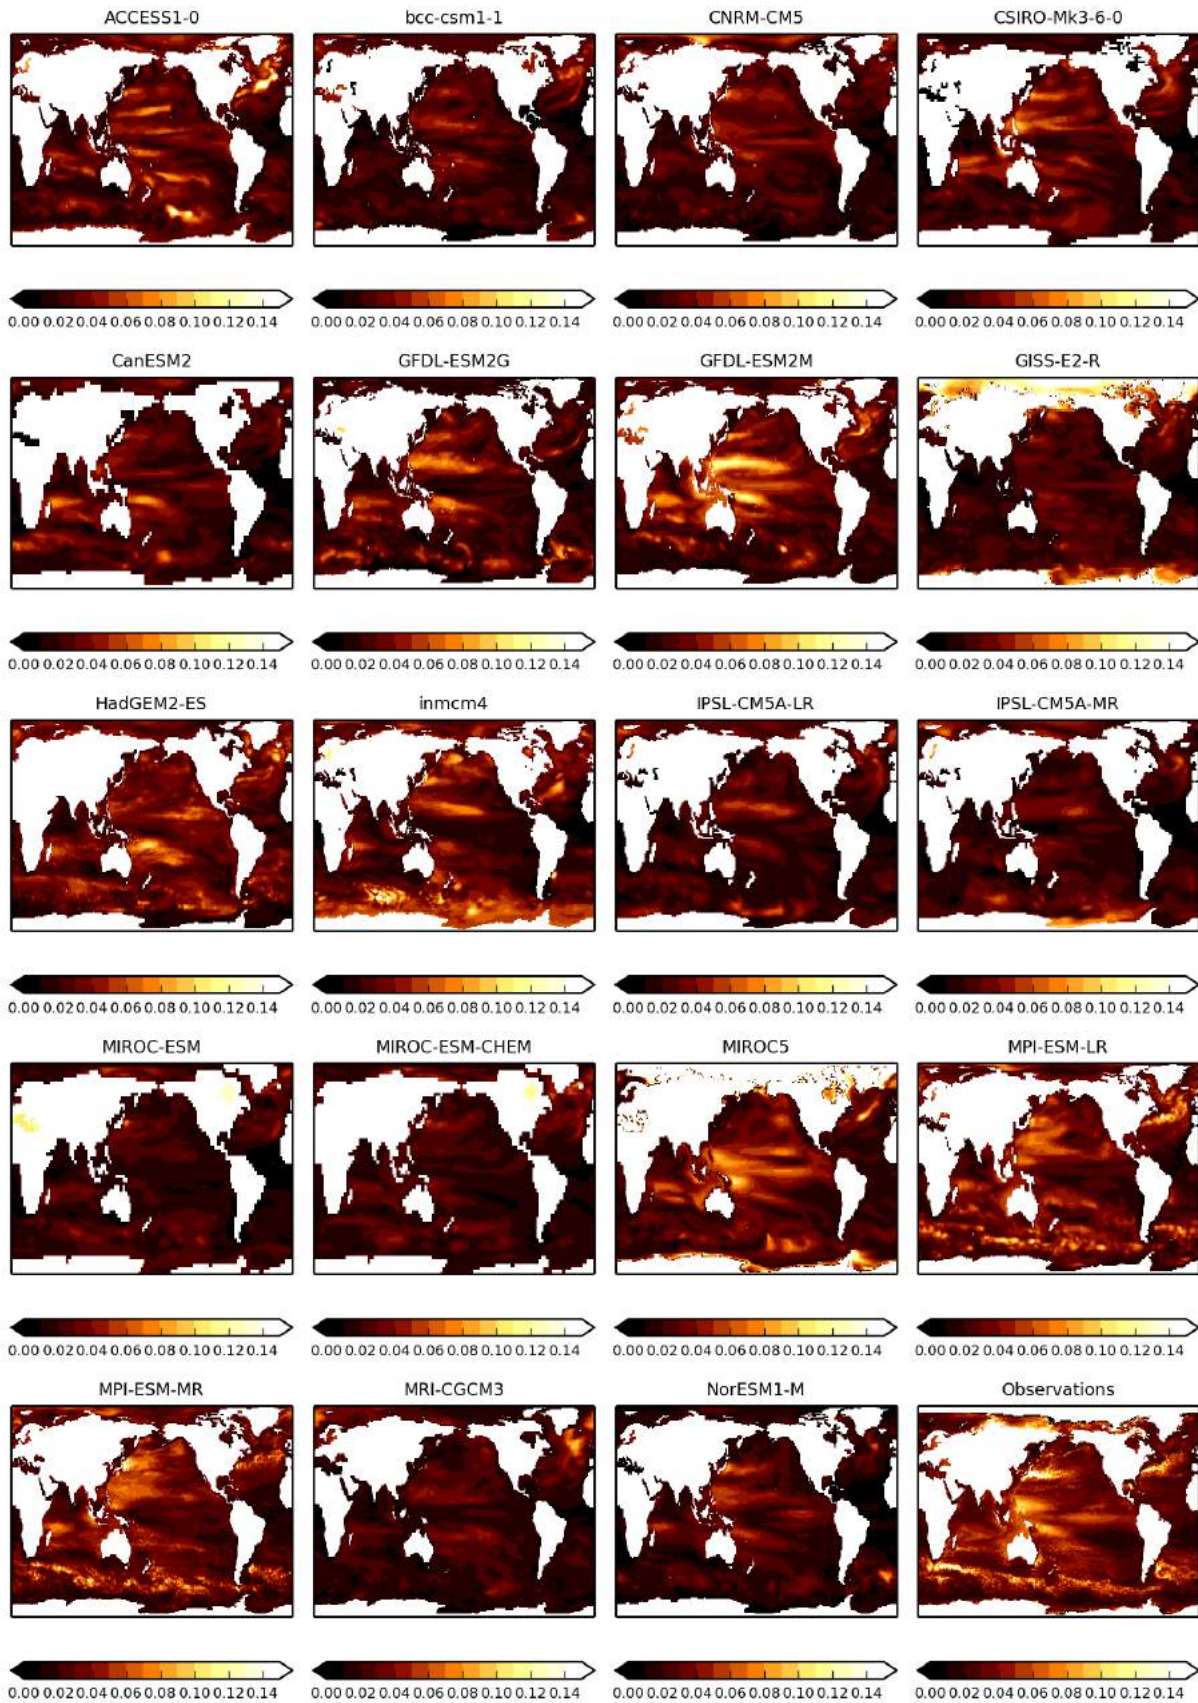 ACCESS1-0 bcc-csm1-1 CNRM-CM5 CSIRO-Mk3-6-0
0.00 0.02 0.04 0.06 0.08 0.10 0.12 0.14 0.00 0.02 0.04 0.06 0.08 0.10 0.12 0.14 0.00 0.02 0.04 0.06 0.08 0.10 0.12 0.14 0.00 0.02 0.04 0.06 0.08 0.10 0.12 0.14
CanESM2 GFDL-ESM2G GFDL-ESM2M GISS-E2-R
0.00 0.02 0.04 0.06 0.08 0.10 0.12 0.14 0.00 0.02 0.04 0.06 0.08 0.10 0.12 0.14 0.00 0.02 0.04 0.06 0.08 0.10 0.12 0.14 0.00 0.02 0.04 0.06 0.08 0.10 0.12 0.14
HadGEM2-ES inmcm4 IPSL-CM5A-LR IPSL-CM5A-MR
0.00 0.02 0.04 0.06 0.08 0.10 0.12 0.14 0.00 0.02 0.04 0.06 0.08 0.10 0.12 0.14 0.00 0.02 0.04 0.06 0.08 0.10 0.12 0.14 0.00 0.02 0.04 0.06 0.08 0.10 0.12 0.14
MIROC-ESM MIROC-ESM-CHEM MIROC5 MPI-ESM-LR
0.00 0.02 0.04 0.06 0.08 0.10 0.12 0.14 0.00 0.02 0.04 0.06 0.08 0.10 0.12 0.14 0.00 0.02 0.04 0.06 0.08 0.10 0.12 0.14 0.00 0.02 0.04 0.06 0.08 0.10 0.12 0.14
MPI-ESM-MR MRI-CGCM3 NorESM1-M Observations
0.00 0.02 0.04 0.06 0.08 0.10 0.12 0.14 0.00 0.02 0.04 0.06 0.08 0.10 0.12 0.14 0.00 0.02 0.04 0.06 0.08 0.10 0.12 0.14 0.00 0.02 0.04 0.06 0.08 0.10 0.12 0.14